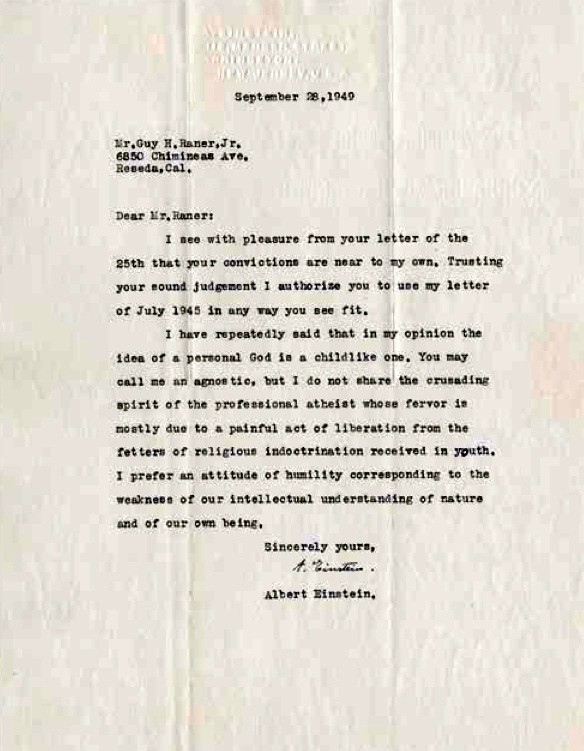 September 28,1949
Mr.Guy H.Raner,Jr.
6850 Chimineas Ave.
Reseda,Cal.
Dear Mr.Raner:
I see with pleasure from your letter of the
25th that your convictions are near to my own. Trusting
your sound judgement I authorize you to use my letter
of July 1945 in any way you see fit.
I have repeatedly said that in my opinion the
idea of a personal God is a childlike one. You may
call me an agnostic, but I do not share the crusading
spirit of the professional atheist whose fervor is
mostly due to a painful act of liberation from the
fetters of religious indoctrination received in youth.
I prefer an attitude of humility corresponding to the
weakness of our intellectual understanding of nature
and of our own being.
Sincerely yours,
A. Einstein.
Albert Einstein.